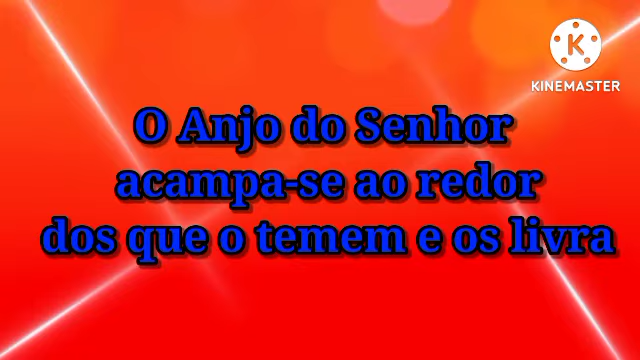 K
KINEMASTER
O Anjo do Senhor
acampa-se ao redor
dos que o temem e os livra